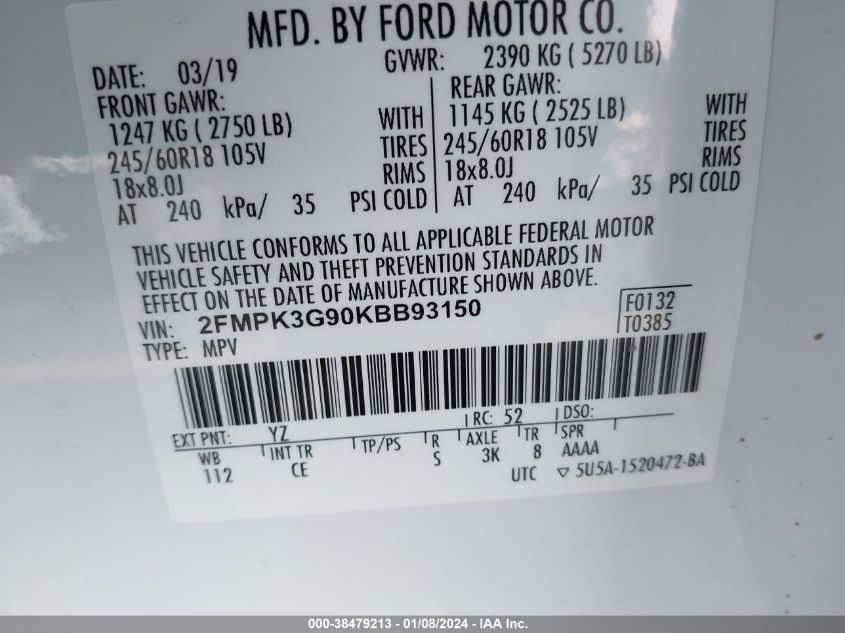 MFD. BY FORD MOTOR CO.
DATE: 03/19 GVWR: 2390 KG ( 5270 LB)
FRONT GAWR: REAR GAWR:
1247 KG ( 2750 LB) WITH 1145 KG ( 2525 LB) WITH
245/60R18 105V TIRES 245/60R18 105V TIRES
18x8.0J RIMS 18x8.0J RIMS
AT 240 kPa/ 35 PSI COLD AT 240 kPa/ 35 PSI COLD
THIS VEHICLE CONFORMS TO ALL APPLICABLE FEDERAL MOTOR
VEHICLE SAFETY AND THEFT PREVENTION STANDARDS IN
EFFECT ON THE DATE OF MANUFACTURE SHOWN ABOVE.
VIN: 2FMPK3G90KBB93150 F0132
TYPE: MPV T0385
EXT PNT: YZ RC: 52 DSO:
WB INT TR TP/PS R AXLE TR SPR
112 CE S 3K 8 AAAA
UTC ▽ 5U5A-1520472-BA
000-38479213 - 01/08/2024 - IAA Holdings, LLC.